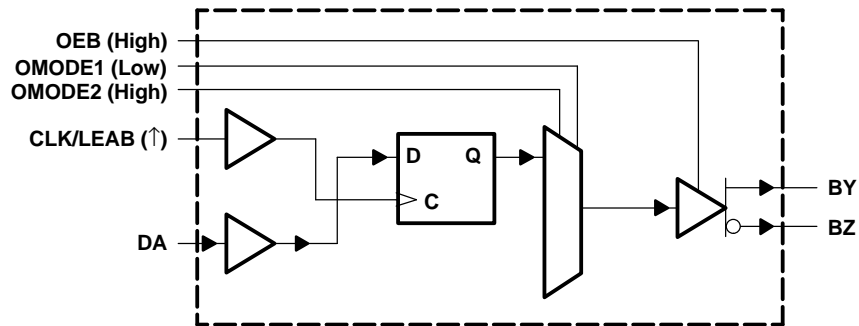 OEB (High)
OMODE1 (Low)
OMODE2 (High)
CLK/LEAB (↑)
D
Q
C
BY
DA
BZ